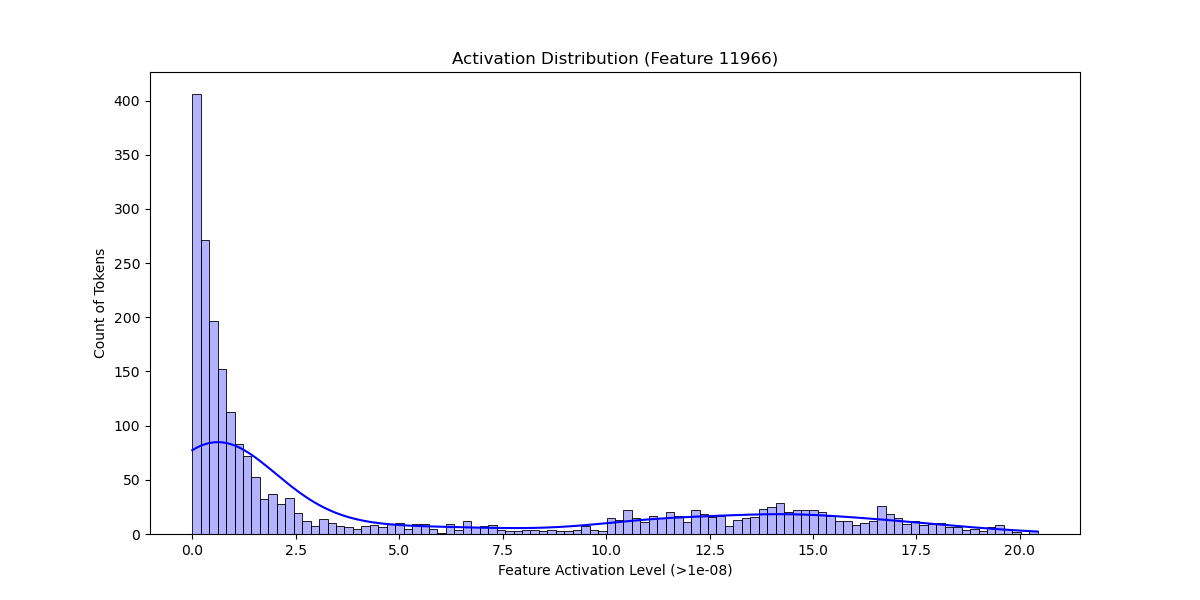 Activation Distribution (Feature 11966)
Count of Tokens
400
350
300
250
200
150
100
50
0
0.0 2.5 5.0 7.5 10.0 12.5 15.0 17.5 20.0
Feature Activation Level (>1e-08)